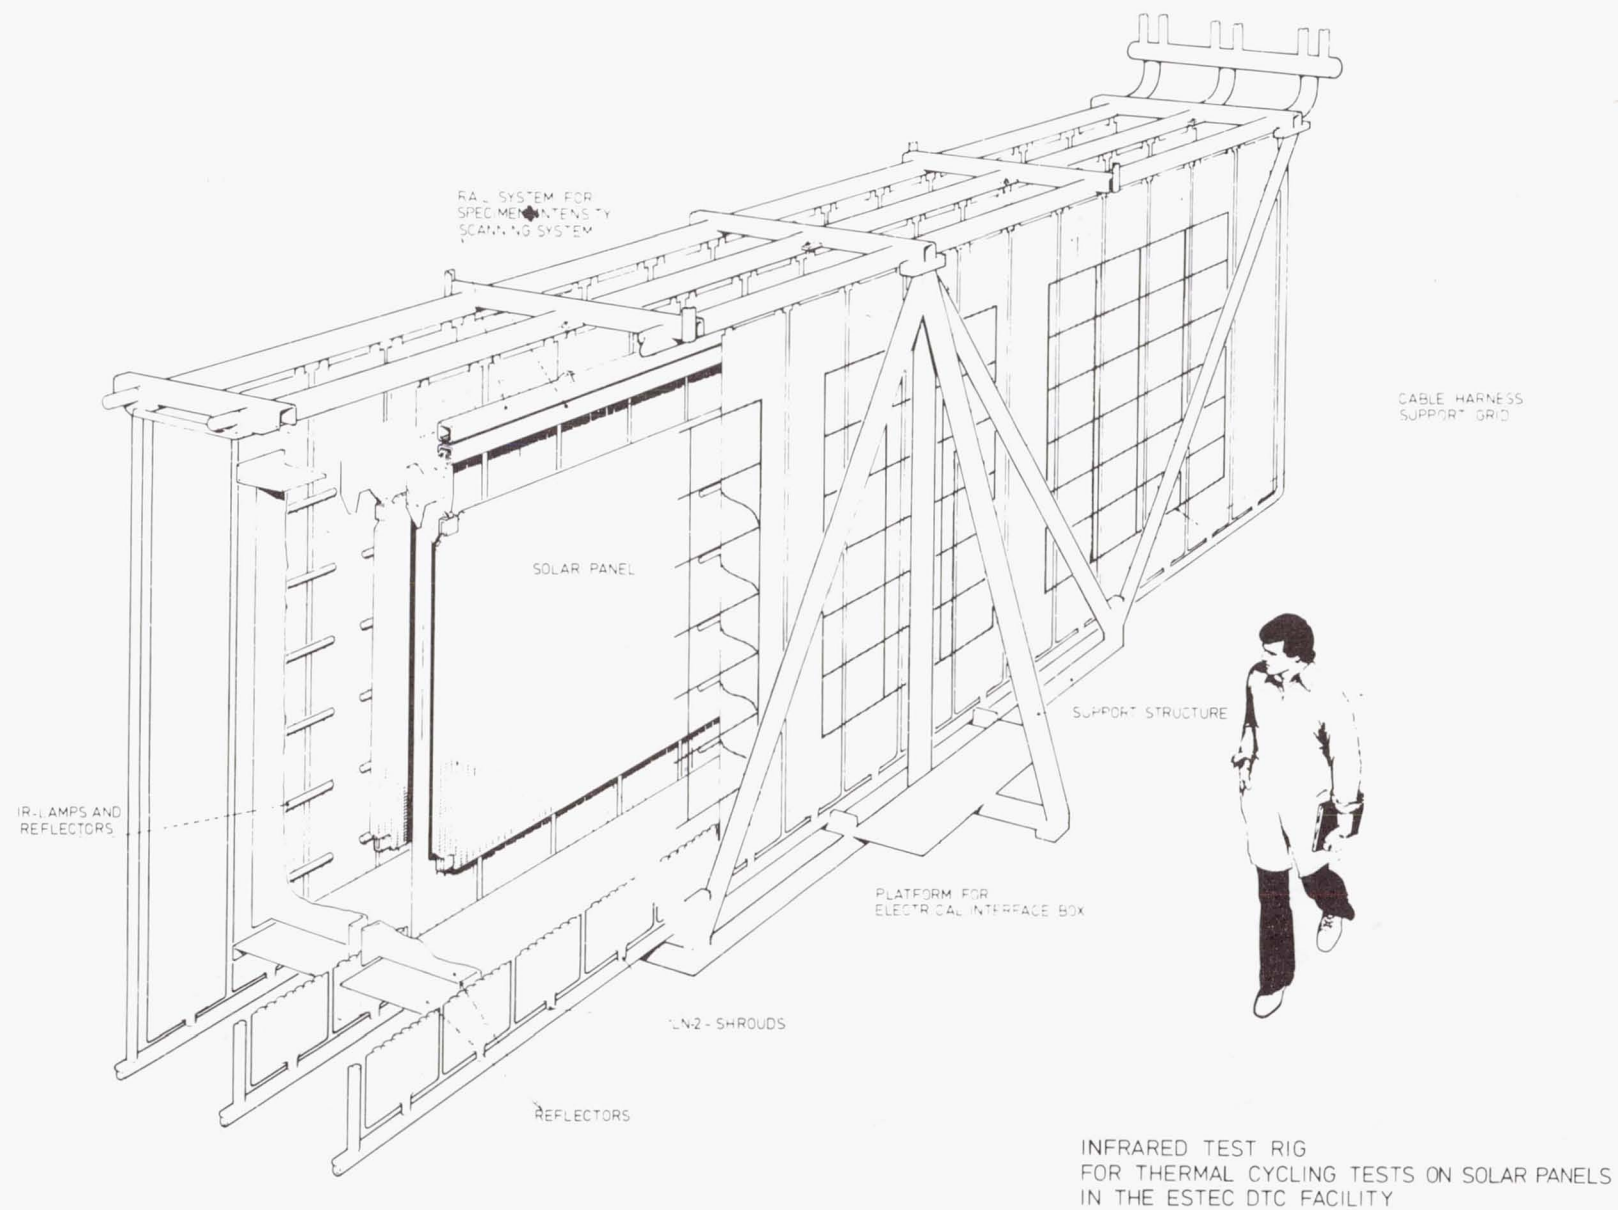 RAIL SYSTEM FOR
SPECIMEN INTENSITY
SCANNING SYSTEM
CABLE HARNESS
SUPPORT GRID
SOLAR PANEL
SUPPORT STRUCTURE
IR-LAMPS AND
REFLECTORS
PLATFORM FOR
ELECTRICAL INTERFACE BOX
LN-2-SHROUDS
REFLECTORS
INFRARED TEST RIG
FOR THERMAL CYCLING TESTS ON SOLAR PANELS
IN THE ESTEC DTC FACILITY